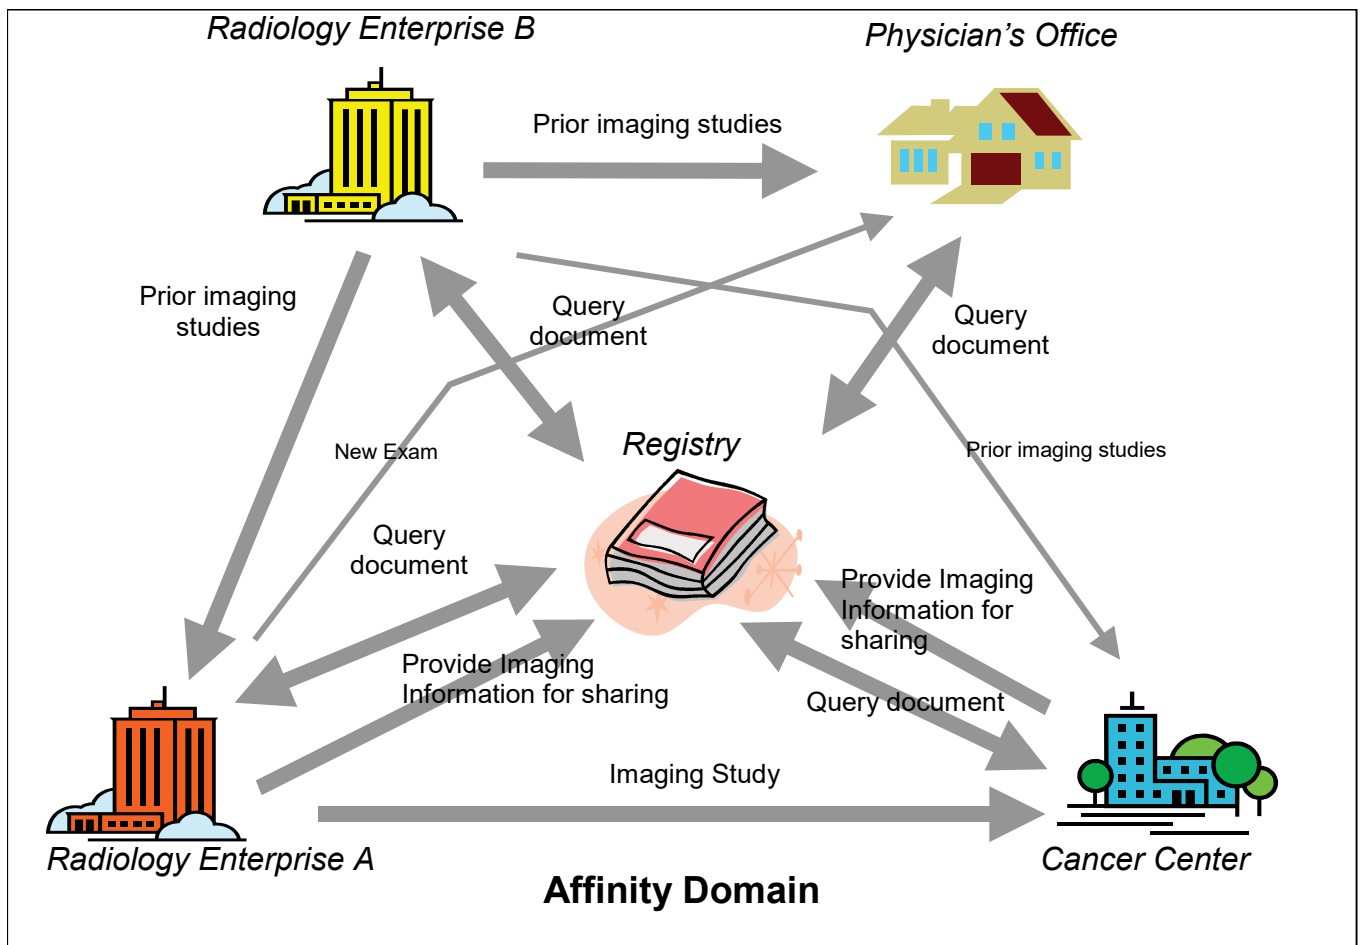 Radiology Enterprise B
Physician's Office
Prior imaging studies
Prior imaging
studies
Query
document
Query
document
New Exam
Registry
Prior imaging studies
Query
document
Provide Imaging
Information for
sharing
Provide Imaging
Information for sharing
Query document
Imaging Study
Radiology Enterprise A
Cancer Center
Affinity Domain